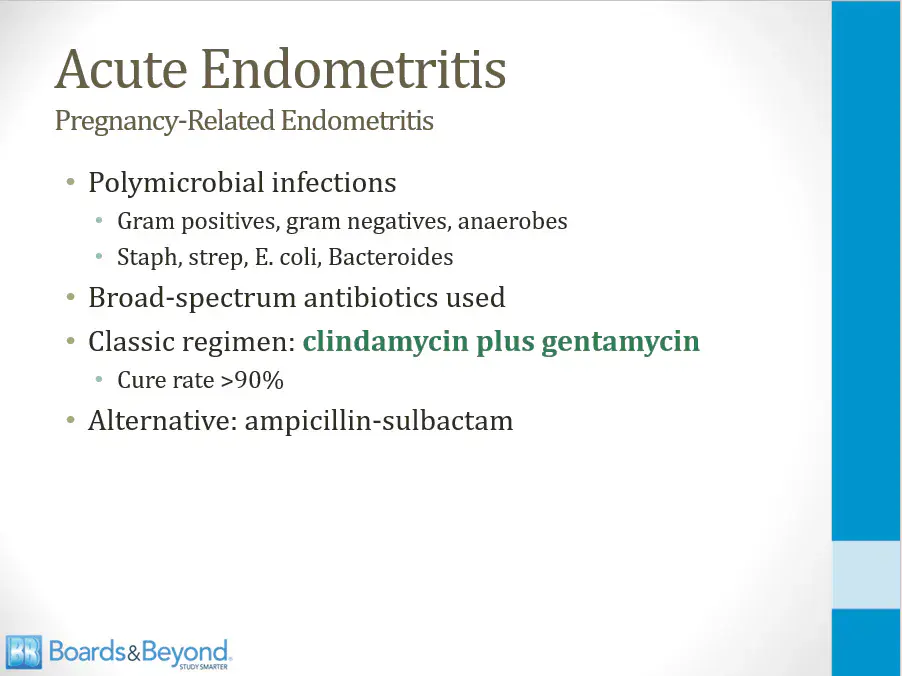 Acute Endometritis
Pregnancy-Related Endometritis
• Polymicrobial infections
• Gram positives, gram negatives, anaerobes
• Staph, strep, E. coli, Bacteroides
• Broad-spectrum antibiotics used
• Classic regimen: clindamycin plus gentamycin
• Cure rate >90%
• Alternative: ampicillin-sulbactam
BB Boards&Beyond.
STUDY SMARTER